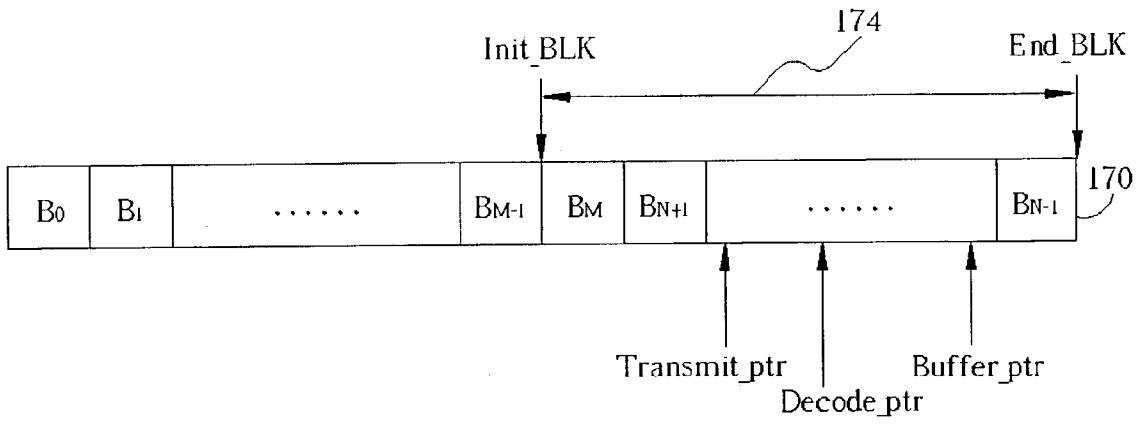 174
Init_BLK
End_BLK
170
B0 B1 ...... BM-1 BM BN+1 ...... BN-1
Transmit_ptr
Buffer_ptr
Decode_ptr